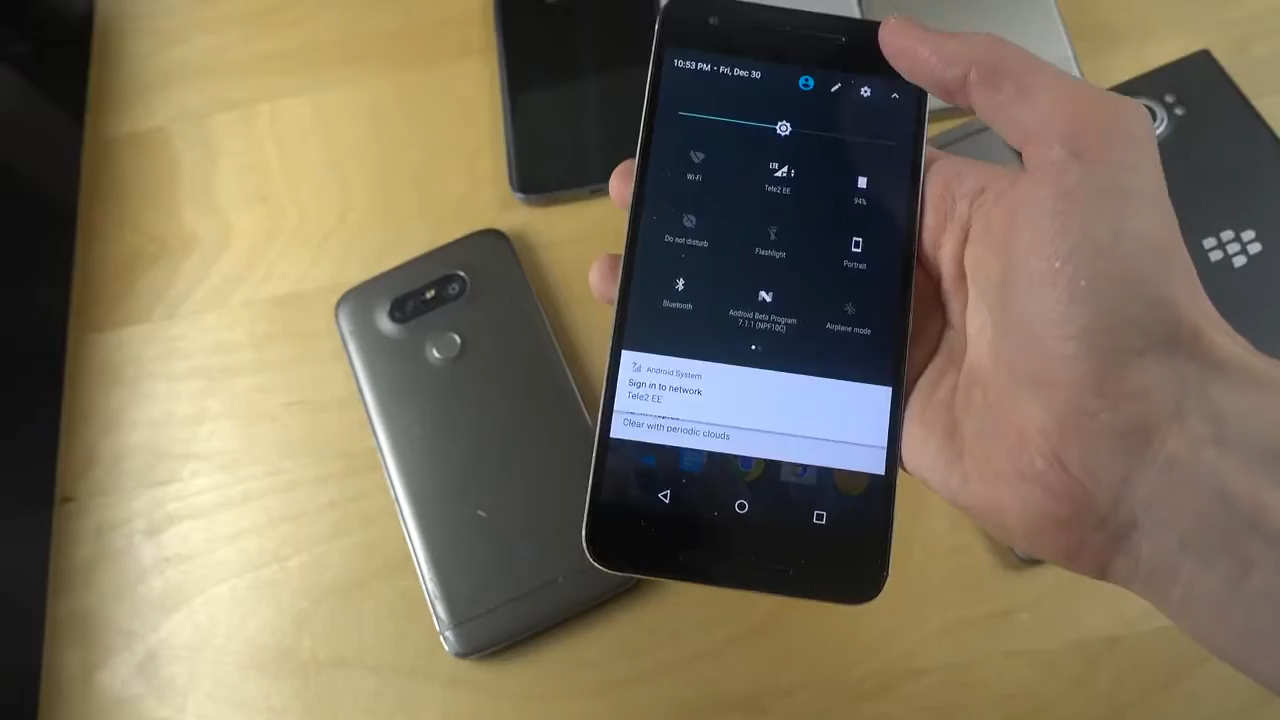 10:53 PM • Fri, Dec 30
Wi-Fi
LTE
Tele2 EE
94%
Do not disturb
Flashlight
Portrait
Bluetooth
Android Beta Program
7.1.1 (NPF10C)
Airplane mode
Android System
Sign in to network
Tele2 EE
Clear with periodic clouds